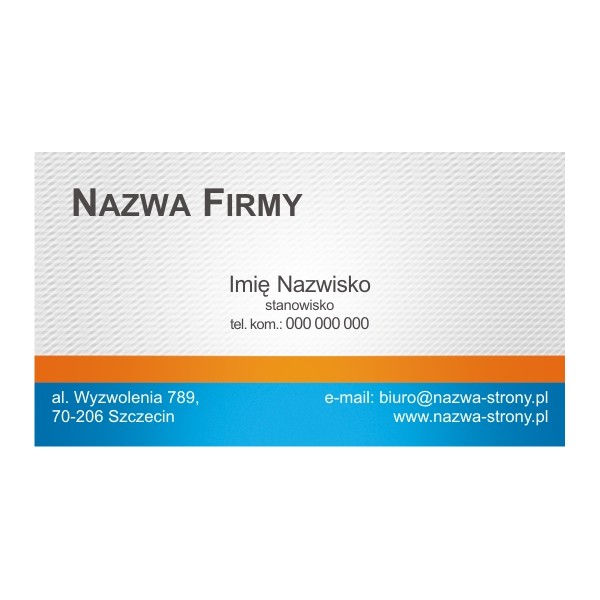 NAZWA FIRMY
Imię Nazwisko
stanowisko
tel. kom.: 000 000 000
al. Wyzwolenia 789,
70-206 Szczecin
e-mail: biuro@nazwa-strony.pl
www.nazwa-strony.pl